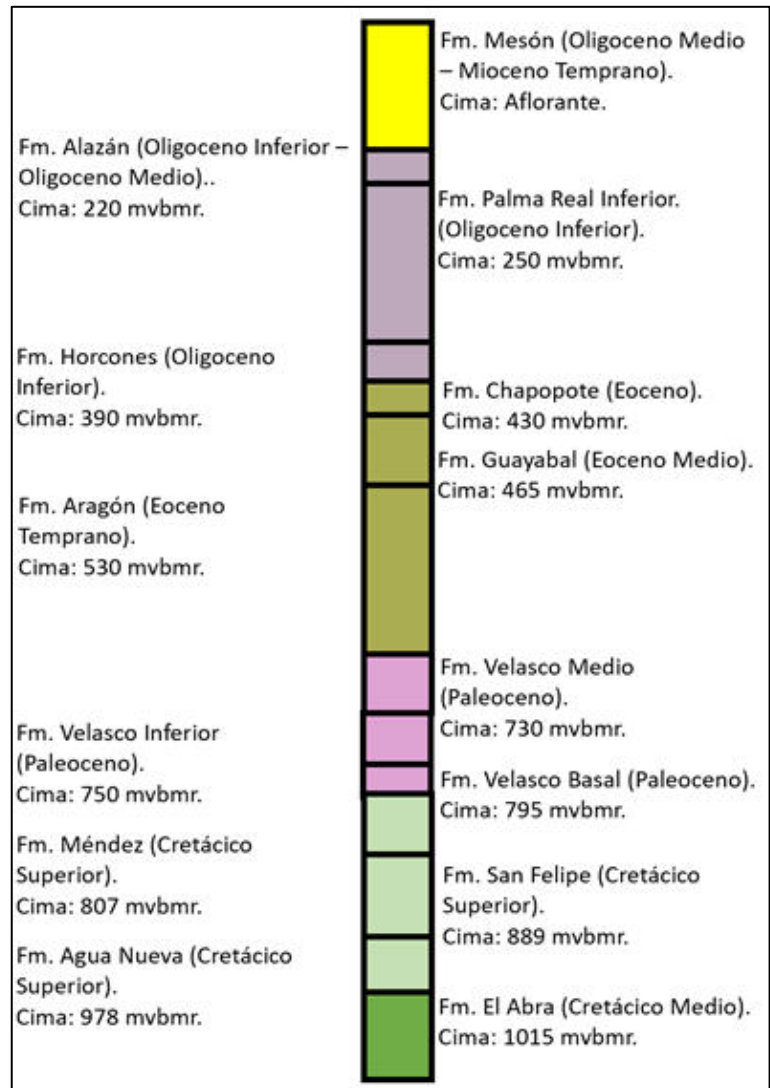 Fm. Mesón (Oligoceno Medio
– Mioceno Temprano).
Cima: Aflorante.
Fm. Alazán (Oligoceno Inferior –
Oligoceno Medio)..
Cima: 220 mvbmr.
Fm. Palma Real Inferior.
(Oligoceno Inferior).
Cima: 250 mvbmr.
Fm. Horcones (Oligoceno
Inferior).
Cima: 390 mvbmr.
Fm. Chapopote (Eoceno).
Cima: 430 mvbmr.
Fm. Guayabal (Eoceno Medio).
Cima: 465 mvbmr.
Fm. Aragón (Eoceno
Temprano).
Cima: 530 mvbmr.
Fm. Velasco Medio
(Paleoceno).
Cima: 730 mvbmr.
Fm. Velasco Inferior
(Paleoceno).
Cima: 750 mvbmr.
Fm. Velasco Basal (Paleoceno).
Cima: 795 mvbmr.
Fm. Méndez (Cretácico
Superior).
Cima: 807 mvbmr.
Fm. San Felipe (Cretácico
Superior).
Cima: 889 mvbmr.
Fm. Agua Nueva (Cretácico
Superior).
Cima: 978 mvbmr.
Fm. El Abra (Cretácico Medio).
Cima: 1015 mvbmr.